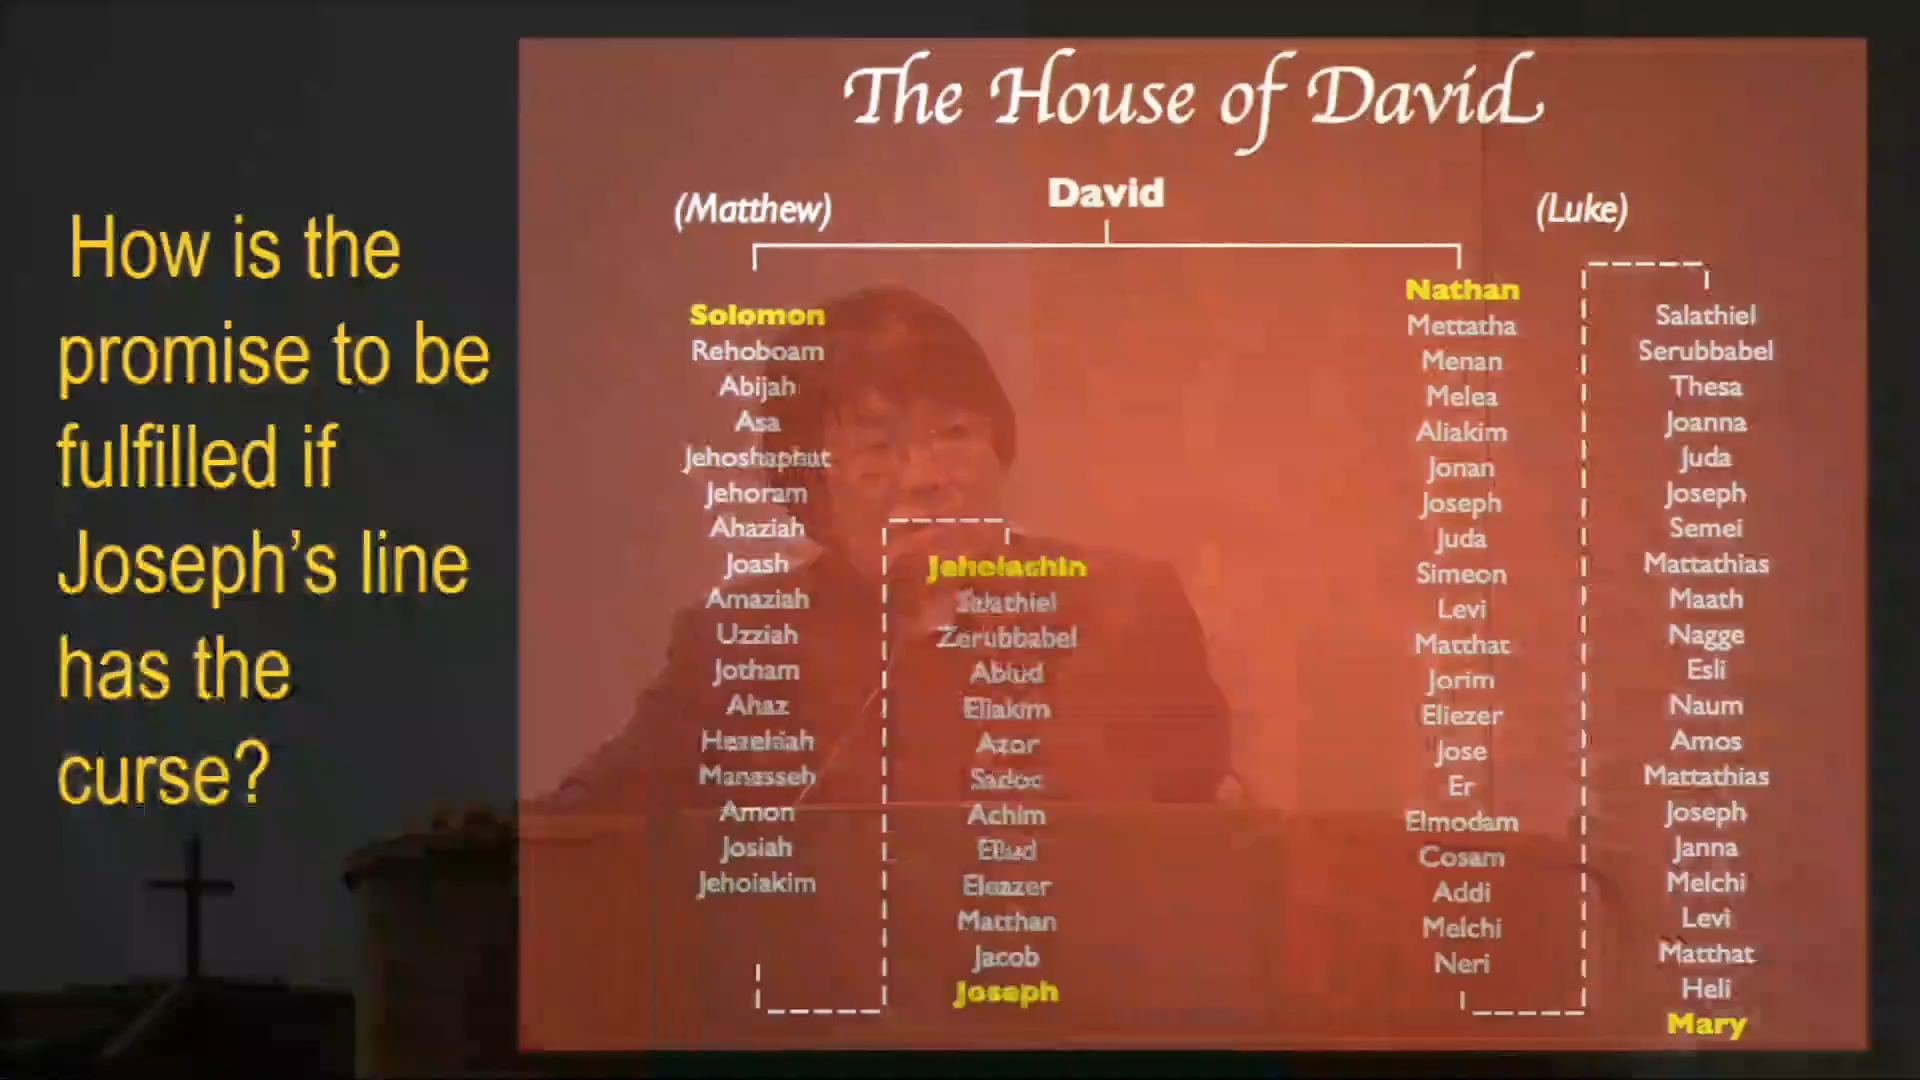 How is the
promise to be
fulfilled if
Joseph's line
has the
curse?
The House of David
David
(Matthew)
Solomon
Rehoboam
Abijah
Asa
Jehoshaphat
Jehoram
Ahaziah
Joash
Amaziah
Uzziah
Jotham
Ahaz
Hezekiah
Manasseh
Amon
Josiah
Jehoiakim
Jehoiachin
Salathiel
Zerubbabel
Abiud
Eliakim
Azor
Sadoc
Achim
Eliud
Eleazer
Matthan
Jacob
Joseph
(Luke)
Nathan
Mettatha
Menan
Melea
Aliakim
Jonan
Joseph
Juda
Simeon
Levi
Matthat
Jorim
Eliezer
Jose
Er
Elmodam
Cosam
Addi
Melchi
Neri
Salathiel
Serubbabel
Thesa
Joanna
Juda
Joseph
Semei
Mattathias
Maath
Nagge
Esli
Naum
Amos
Mattathias
Joseph
Janna
Melchi
Levi
Matthat
Heli
Mary